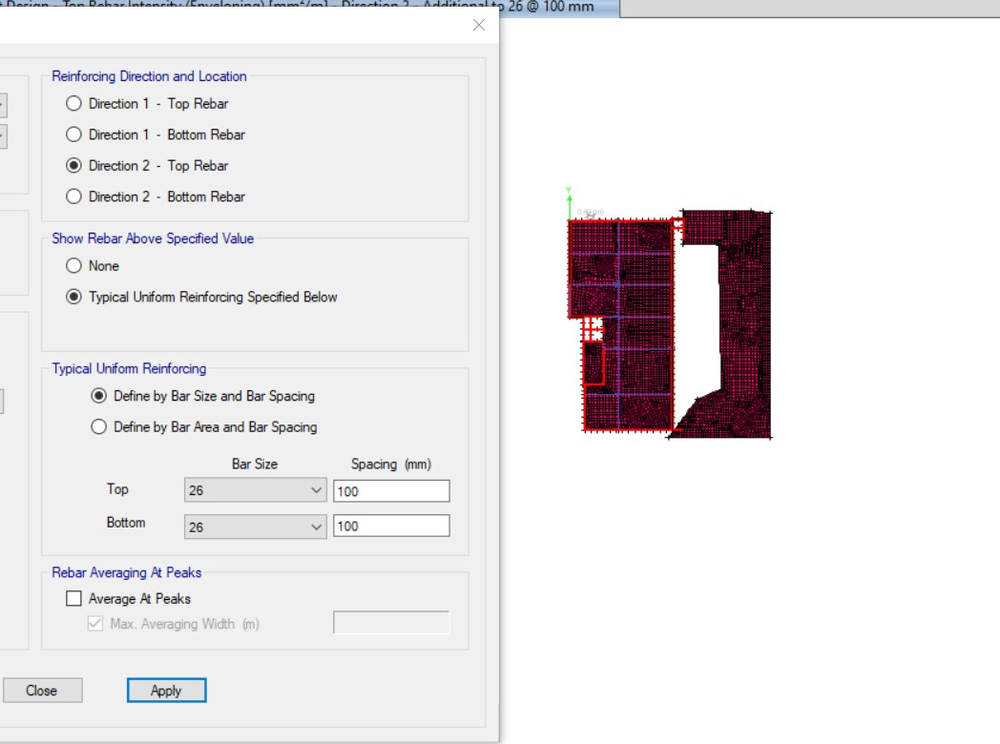 Design - Top Rebar Intensity (Enveloping) [mm²/m] - Direction 2 - Additional to 26 @ 100 mm
Reinforcing Direction and Location
Direction 1 - Top Rebar
Direction 1 - Bottom Rebar
Direction 2 - Top Rebar
Direction 2 - Bottom Rebar
Show Rebar Above Specified Value
None
Typical Uniform Reinforcing Specified Below
Typical Uniform Reinforcing
Define by Bar Size and Bar Spacing
Define by Bar Area and Bar Spacing
Bar Size Spacing (mm)
Top 26 100
Bottom 26 100
Rebar Averaging At Peaks
Average At Peaks
Max. Averaging Width (m)
Close Apply
Y